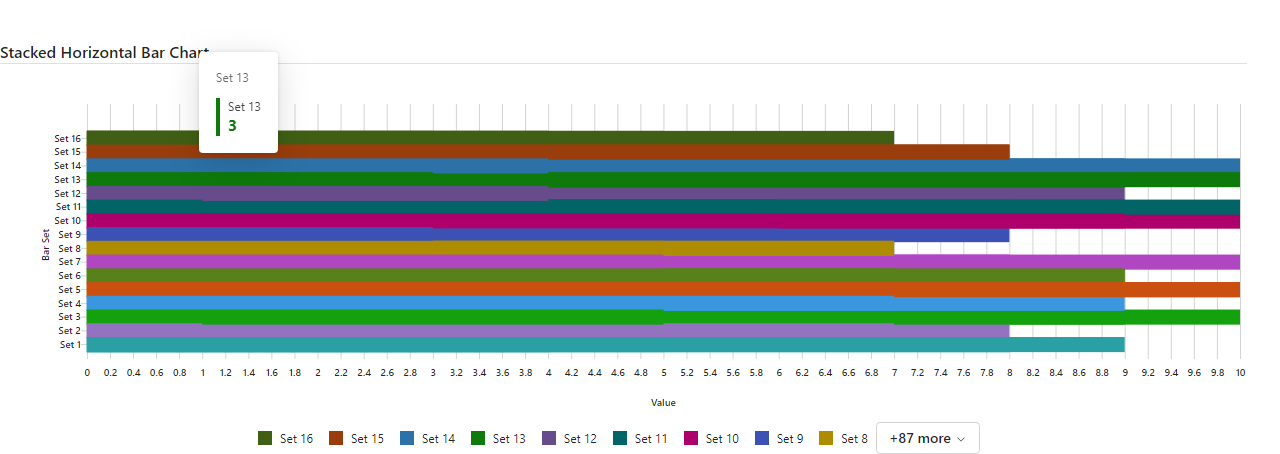 Stacked Horizontal Bar Chart
Set 13
Set 13
3
Set 16
Set 15
Set 14
Set 13
Set 12
Set 11
Set 10
Set 9
Set 8
Set 7
Set 6
Set 5
Set 4
Set 3
Set 2
Set 1
Bar Set
0 0.2 0.4 0.6 0.8 1 1.2 1.4 1.6 1.8 2 2.2 2.4 2.6 2.8 3 3.2 3.4 3.6 3.8 4 4.2 4.4 4.6 4.8 5 5.2 5.4 5.6 5.8 6 6.2 6.4 6.6 6.8 7 7.2 7.4 7.6 7.8 8 8.2 8.4 8.6 8.8 9 9.2 9.4 9.6 9.8 10
Value
Set 16 Set 15 Set 14 Set 13 Set 12 Set 11 Set 10 Set 9 Set 8 +87 more